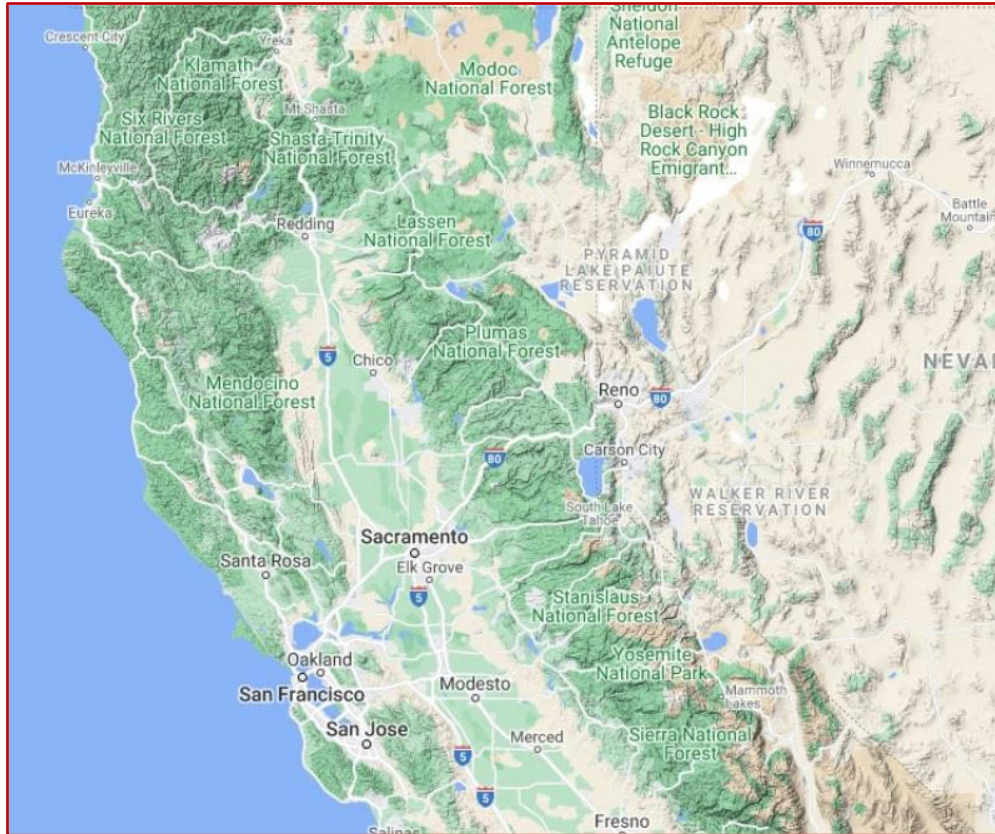 Sheldon
National
Antelope
Refuge
Crescent City
Yreka
Klamath
National Forest
Modoc
National Forest
Mt Shasta
Six Rivers
National Forest
Shasta-Trinity
National Forest
Black Rock
Desert - High
Rock Canyon
Emigrant...
McKinleyville
Winnemucca
Eureka
Redding
Lassen
National Forest
Battle
Mountain
80
PYRAMID
LAKE PAIUTE
RESERVATION
Plumas
National Forest
5
Chico
NEVA
Mendocino
National Forest
Reno
80
Carson City
80
WALKER RIVER
RESERVATION
South Lake
Tahoe
Sacramento
Santa Rosa
Elk Grove
5
Stanislaus
National Forest
Yosemite
National Park
Oakland
San Francisco
Modesto
Mammoth
Lakes
San Jose
Merced
Sierra National
Forest
5
5
Salinas
Fresno